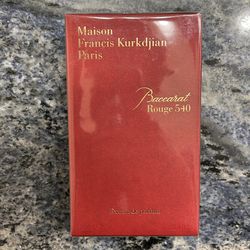 Maison
Francis Kurkdjian
Paris
Baccarat
Rouge 540